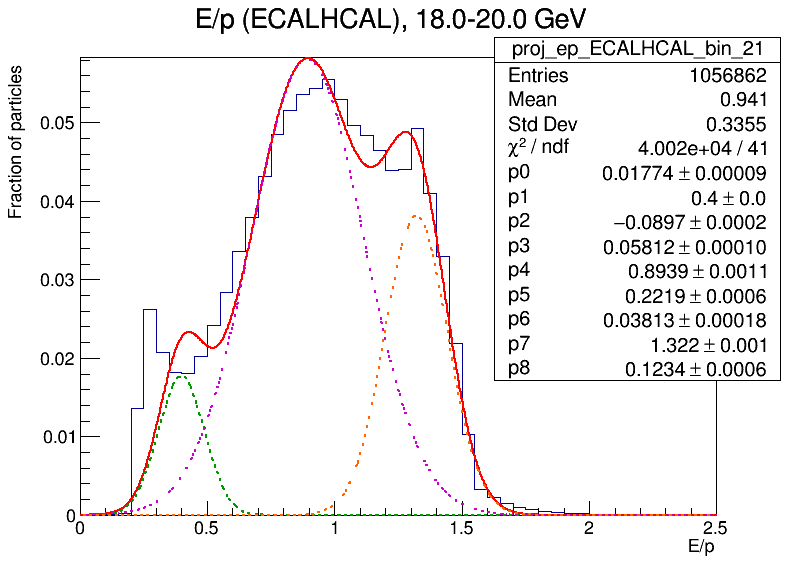 E/p (ECALHCAL), 18.0-20.0 GeV
proj_ep_ECALHCAL_bin_21
Entries 1056862
Mean 0.941
Std Dev 0.3355
χ² / ndf 4.002e+04 / 41
p0 0.01774 ± 0.00009
p1 0.4 ± 0.0
p2 −0.0897 ± 0.0002
p3 0.05812 ± 0.00010
p4 0.8939 ± 0.0011
p5 0.2219 ± 0.0006
p6 0.03813 ± 0.00018
p7 1.322 ± 0.001
p8 0.1234 ± 0.0006
Fraction of particles
0.05
0.04
0.03
0.02
0.01
0
0 0.5 1 1.5 2 2.5
E/p